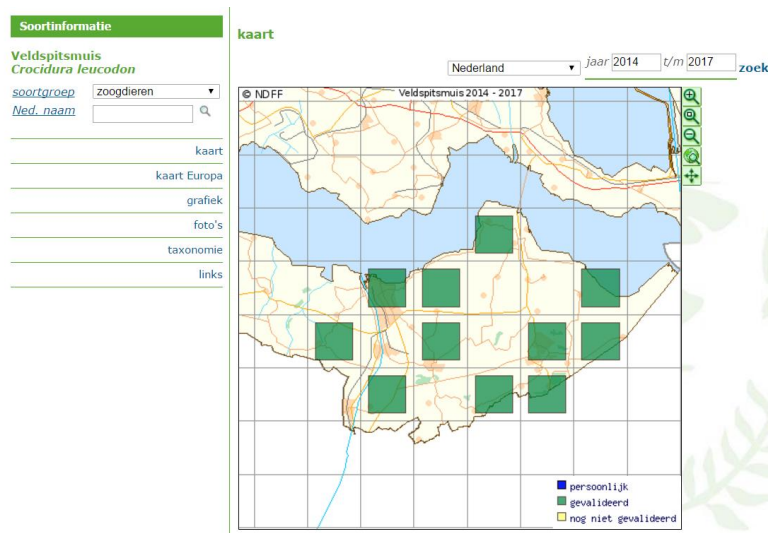 Soortinformatie
Veldspitsmuis
Crocidura leucodon
soortgroep zoogdieren
Ned. naam
kaart
kaart Europa
grafiek
foto's
taxonomie
links
kaart
Nederland jaar 2014 t/m 2017 zoek
© NDFF Veldspitsmuis 2014 - 2017
persoonlijk
gevalideerd
nog niet gevalideerd